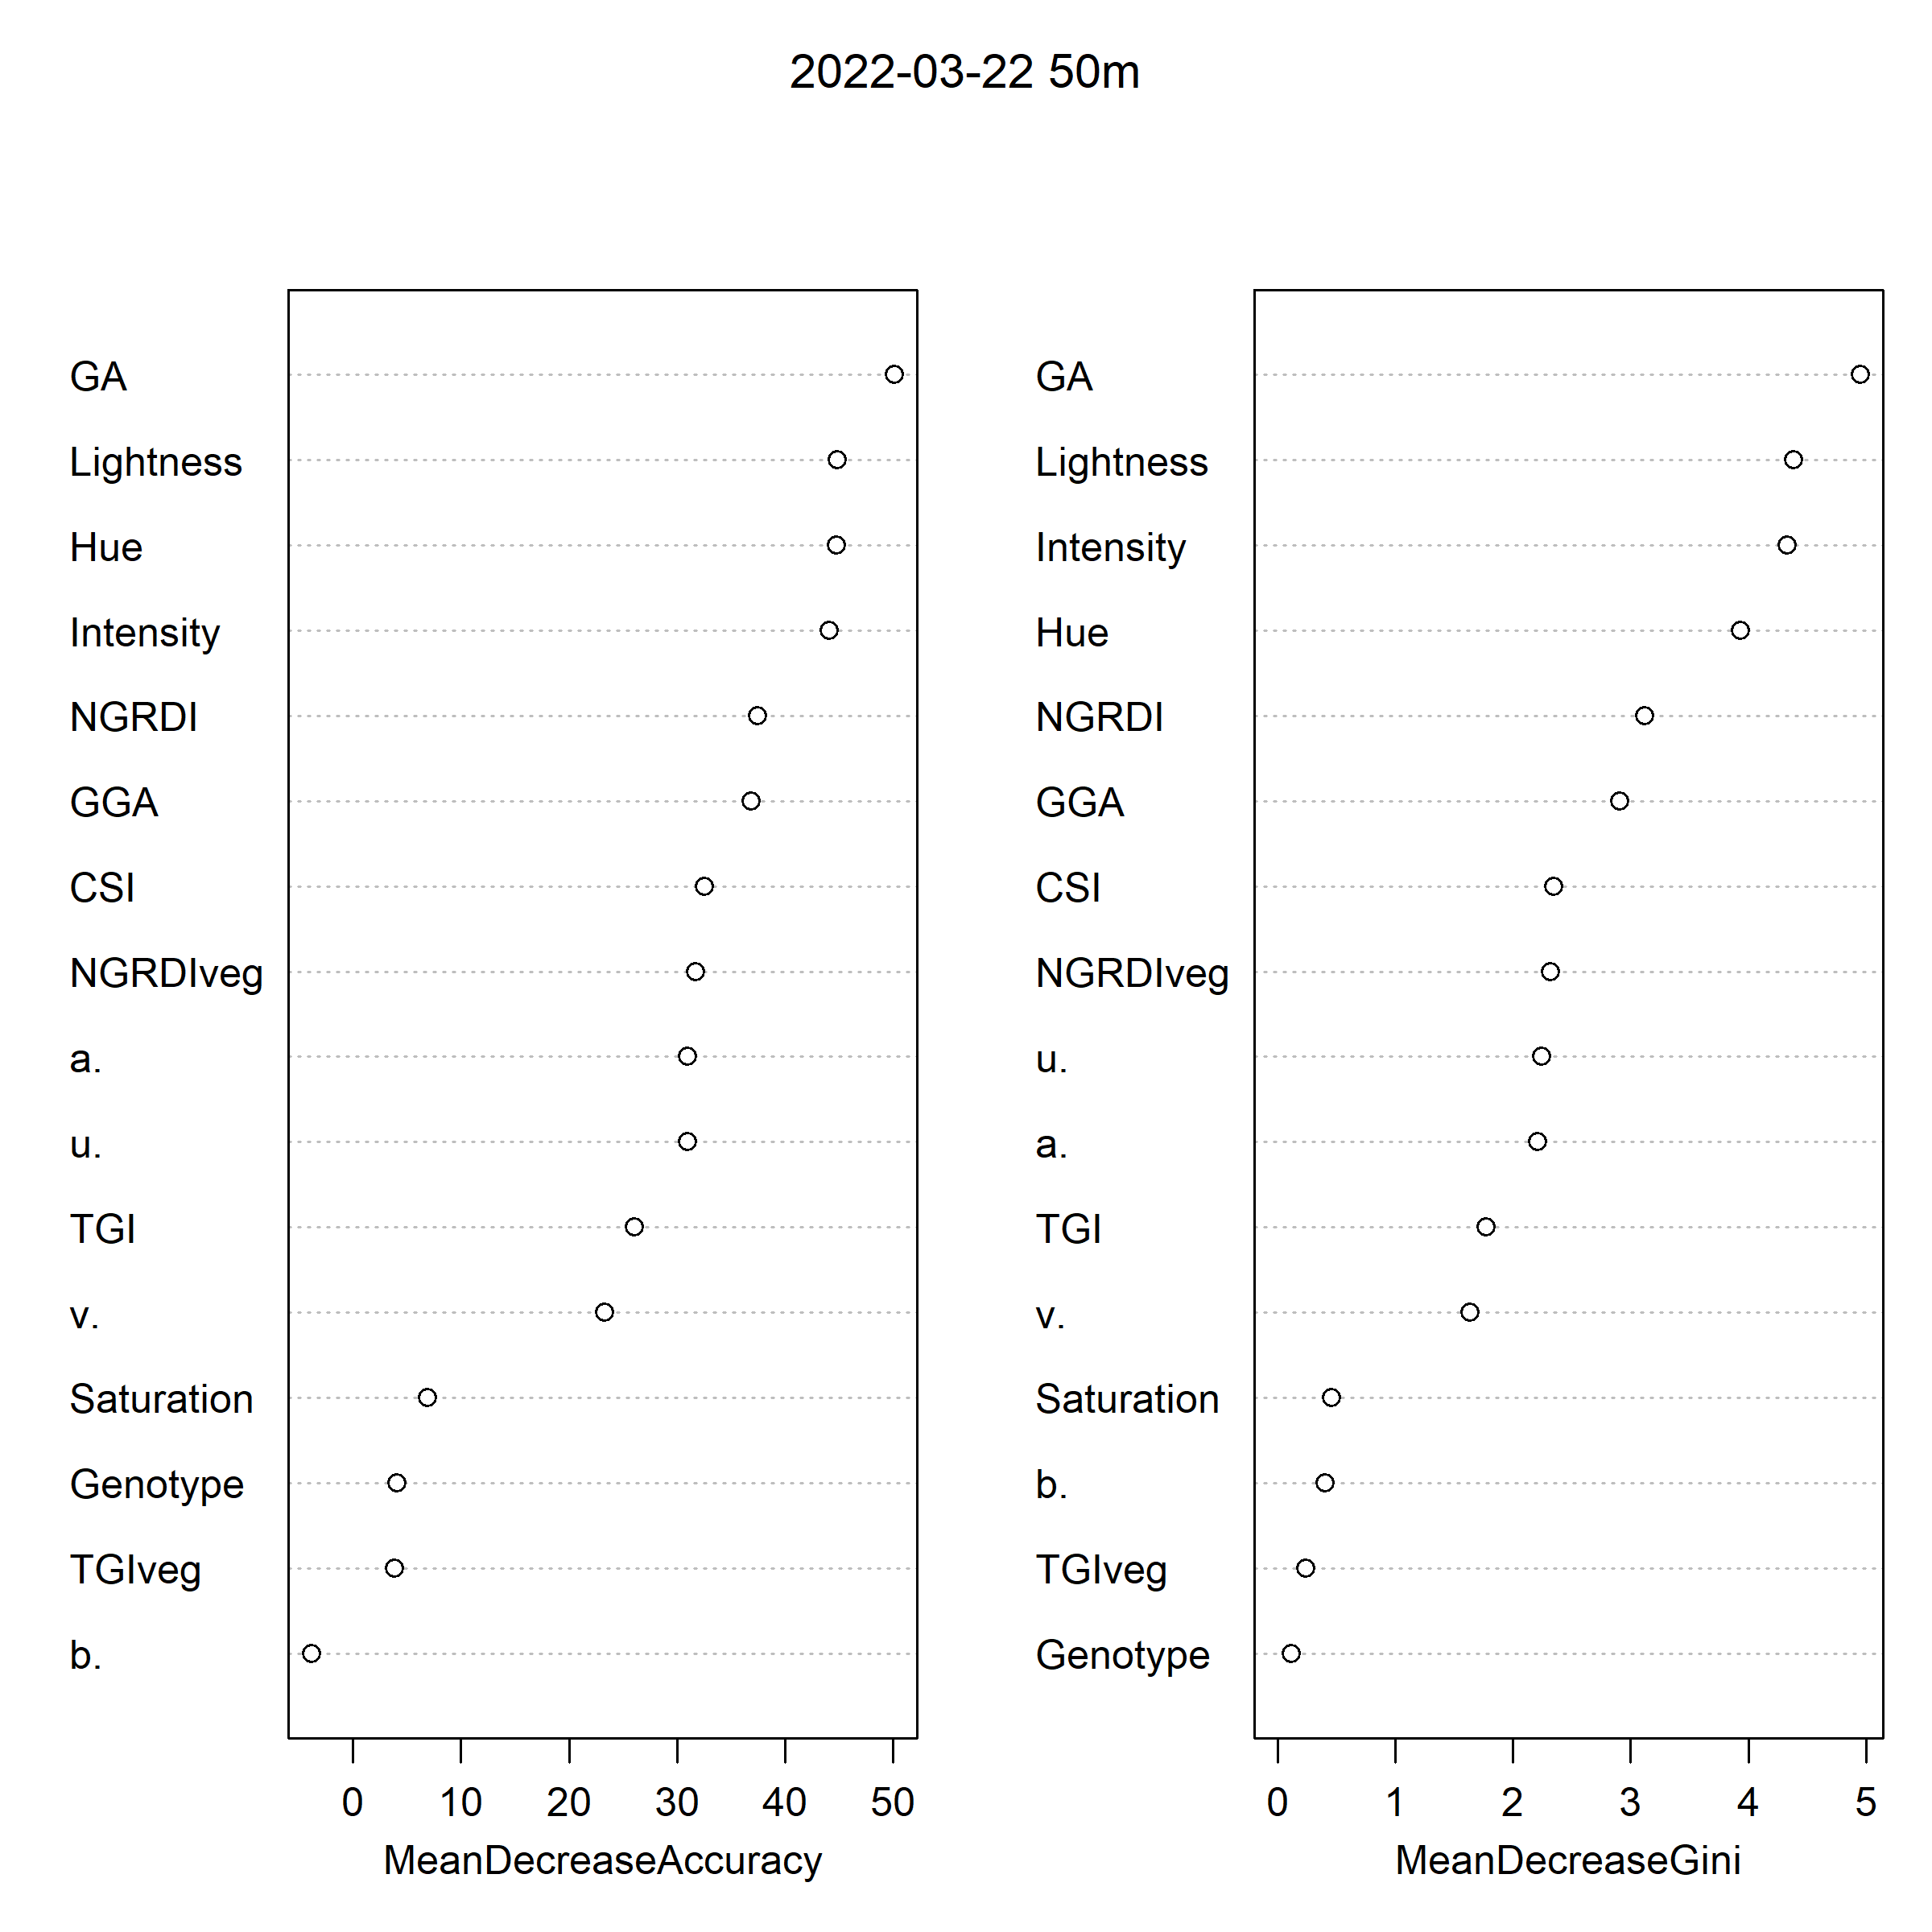 2022-03-22 50m
GA
Lightness
Hue
Intensity
NGRDI
GGA
CSI
NGRDIveg
a.
u.
TGI
v.
Saturation
Genotype
TGIveg
b.
0 10 20 30 40 50
MeanDecreaseAccuracy
GA
Lightness
Intensity
Hue
NGRDI
GGA
CSI
NGRDIveg
u.
a.
TGI
v.
Saturation
b.
TGIveg
Genotype
0 1 2 3 4 5
MeanDecreaseGini